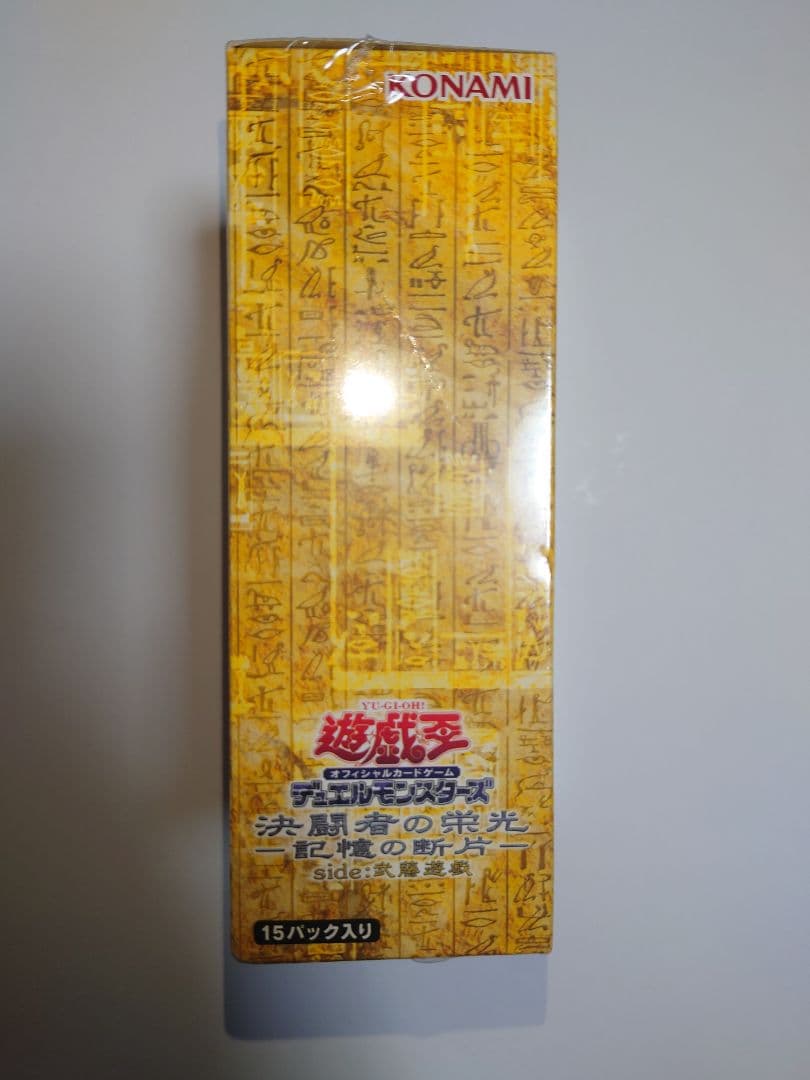 KONAMI
YU-GI-OH!
遊戯王
オフィシャルカードゲーム
デュエルモンスターズ
決闘者の栄光
―記憶の断片―
side:武藤遊戯
15パック入り